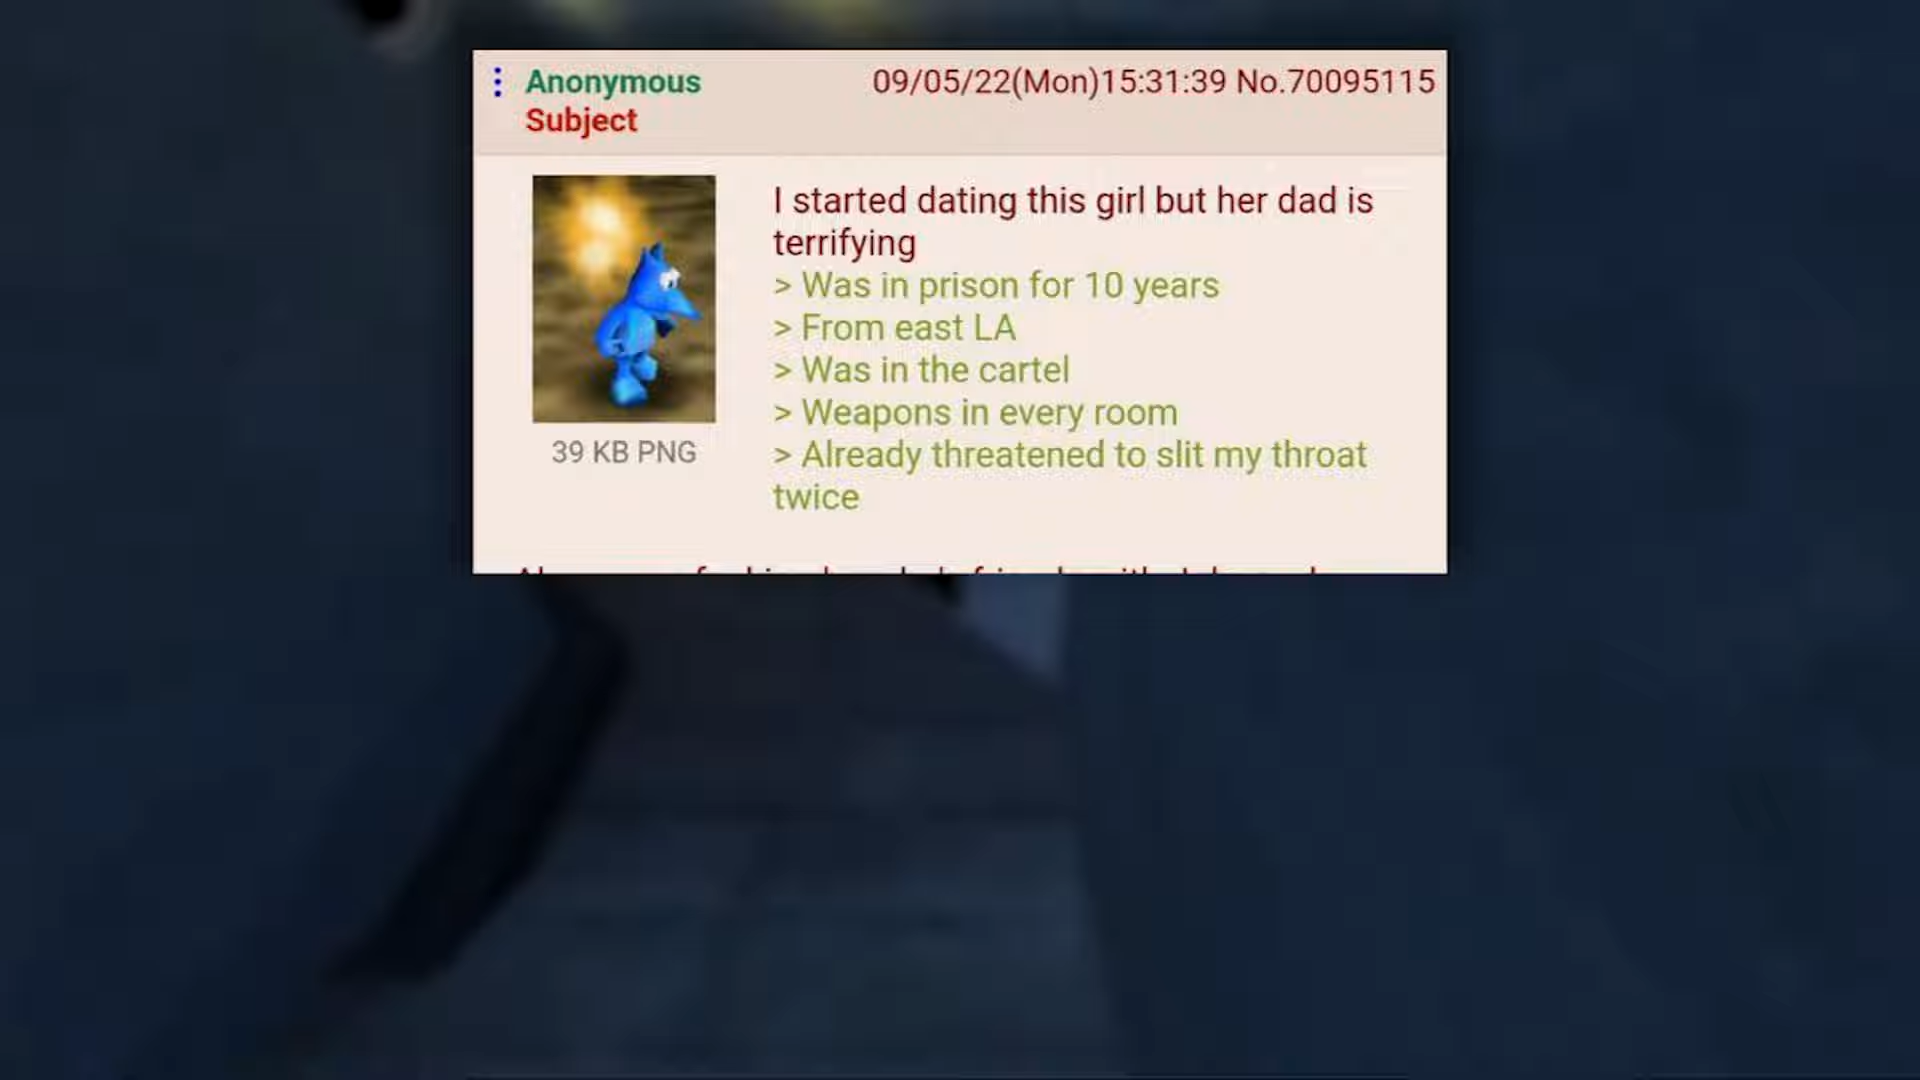 Anonymous
09/05/22(Mon)15:31:39 No.70095115
Subject
I started dating this girl but her dad is
terrifying
> Was in prison for 10 years
> From east LA
> Was in the cartel
> Weapons in every room
> Already threatened to slit my throat
twice
39 KB PNG